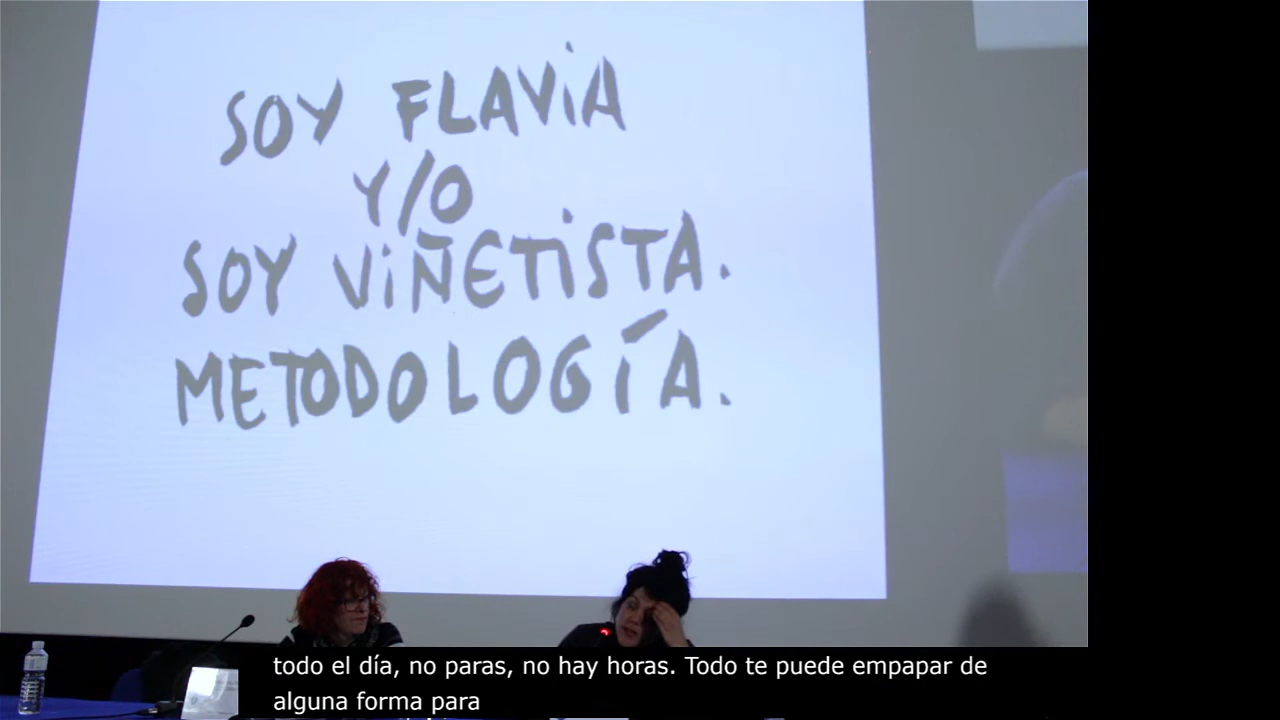 SOY FLAViA
Y/O
SOY ViÑETiSTA.
METODOLOGÍA.
todo el día, no paras, no hay horas. Todo te puede empapar de
alguna forma para